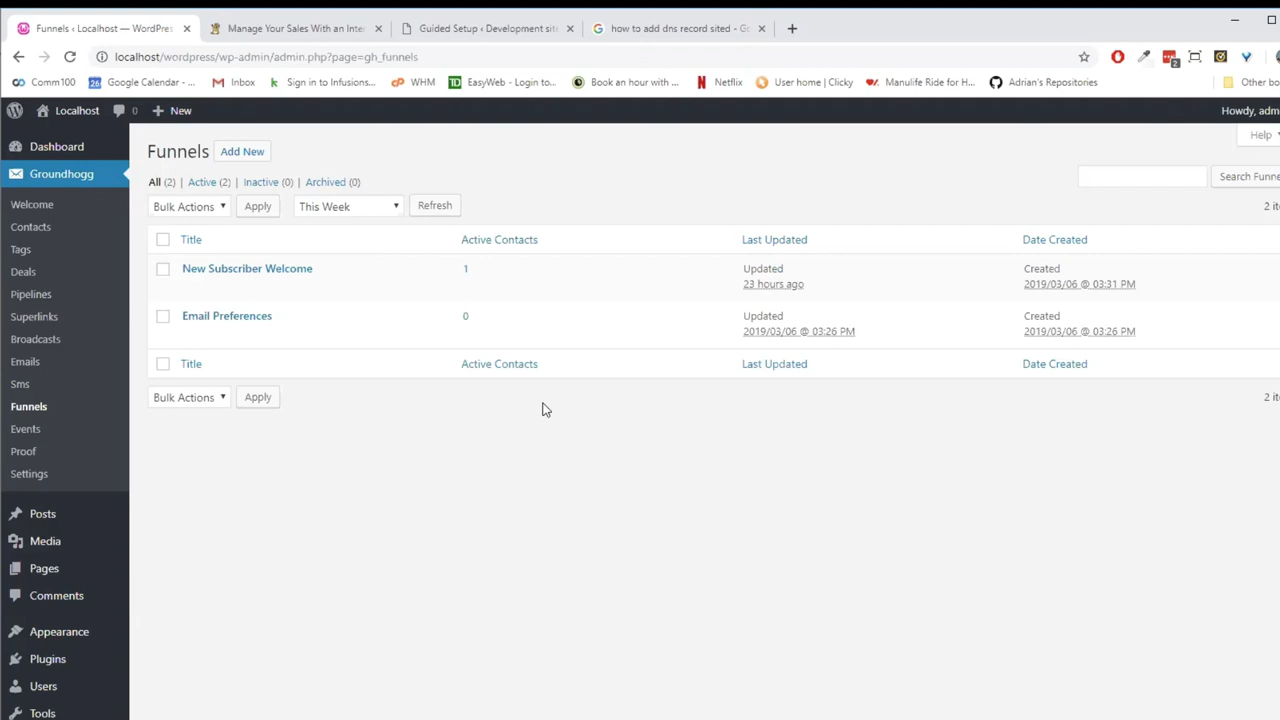 Funnels ‹ Localhost — WordPres
Manage Your Sales With an Inter
Guided Setup ‹ Development site
how to add dns record sited - Go
localhost/wordpress/wp-admin/admin.php?page=gh_funnels
Comm100
Google Calendar - ...
Inbox
Sign in to Infusions...
WHM
EasyWeb - Login to...
Book an hour with ...
Netflix
User home | Clicky
Manulife Ride for H...
Adrian's Repositories
Other bo
Localhost
0
New
Howdy, adm
Dashboard
Groundhogg
Welcome
Contacts
Tags
Deals
Pipelines
Superlinks
Broadcasts
Emails
Sms
Funnels
Events
Proof
Settings
Posts
Media
Pages
Comments
Appearance
Plugins
Users
Tools
Help
Funnels Add New
All (2) | Active (2) | Inactive (0) | Archived (0)
Search Funne
Bulk Actions Apply This Week Refresh
2 ite
Title Active Contacts Last Updated Date Created
New Subscriber Welcome 1 Updated Created
23 hours ago 2019/03/06 @ 03:31 PM
Email Preferences 0 Updated Created
2019/03/06 @ 03:26 PM 2019/03/06 @ 03:26 PM
Title Active Contacts Last Updated Date Created
Bulk Actions Apply
2 ite